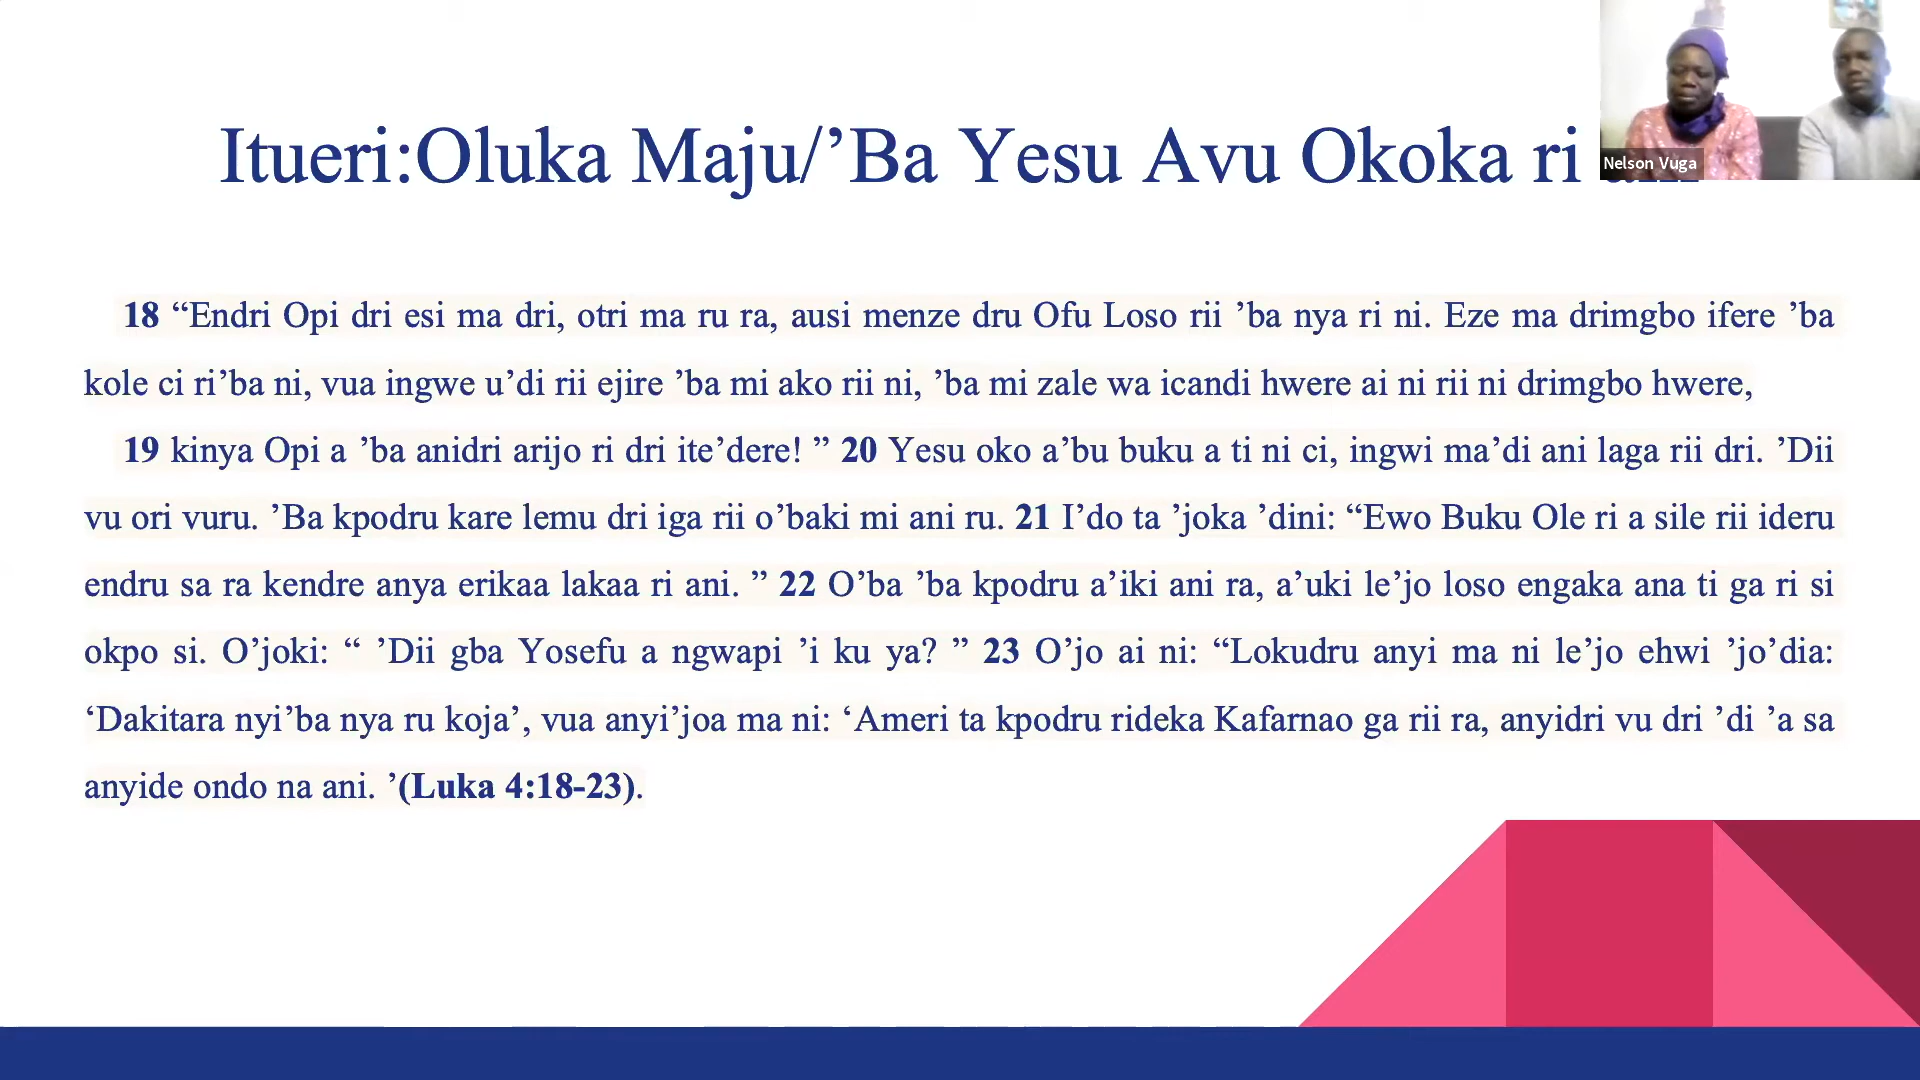 Itueri:Oluka Maju/’Ba Yesu Avu Okoka ri
Nelson Vuga
18 “Endri Opi dri esi ma dri, otri ma ru ra, ausi menze dru Ofu Loso rii ’ba nya ri ni. Eze ma drimgbo ifere ’ba
kole ci ri’ba ni, vua ingwe u’di rii ejire ’ba mi ako rii ni, ’ba mi zale wa icandi hwere ai ni rii ni drimgbo hwere,
19 kinya Opi a ’ba anidri arijo ri dri ite’dere! ” 20 Yesu oko a’bu buku a ti ni ci, ingwi ma’di ani laga rii dri. ’Dii
vu ori vuru. ’Ba kpodru kare lemu dri iga rii o’baki mi ani ru. 21 I’do ta ’joka ’dini: “Ewo Buku Ole ri a sile rii ideru
endru sa ra kendre anya erikaa lakaa ri ani. ” 22 O’ba ’ba kpodru a’iki ani ra, a’uki le’jo loso engaka ana ti ga ri si
okpo si. O’joki: “ ’Dii gba Yosefu a ngwapi ’i ku ya? ” 23 O’jo ai ni: “Lokudru anyi ma ni le’jo ehwi ’jo’dia:
‘Dakitara nyi’ba nya ru koja’, vua anyi’joa ma ni: ‘Ameri ta kpodru rideka Kafarnao ga rii ra, anyidri vu dri ’di ’a sa
anyide ondo na ani. ’(Luka 4:18-23).